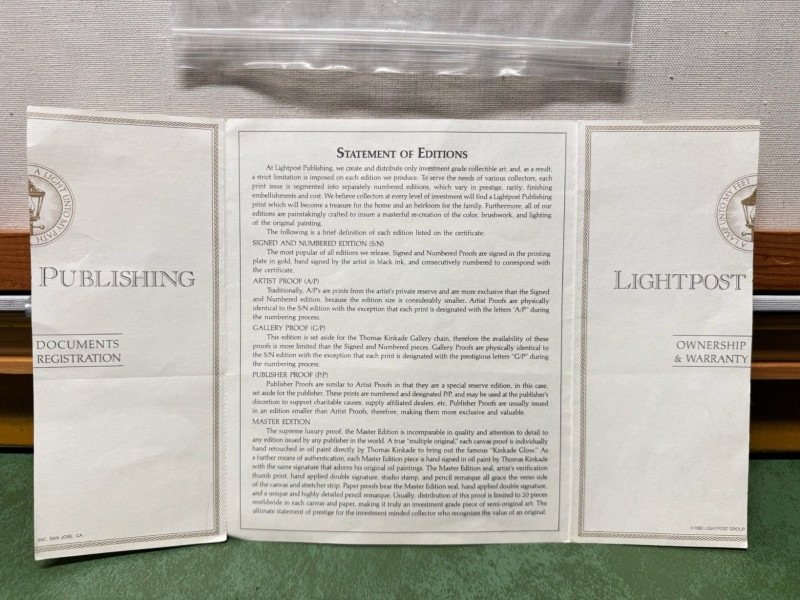 A LIGHT UNTO MY PATH
PUBLISHING
DOCUMENTS
REGISTRATION
INC. SAN JOSE, CA
STATEMENT OF EDITIONS
At Lightpost Publishing, we create and distribute only investment grade collectible art, and, as a result,
a strict limitation is imposed on each edition we produce. To serve the needs of various collectors, each
print issue is segmented into separately numbered editions, which vary in prestige, rarity, finishing
embellishments and cost. We believe collectors at every level of investment will find a Lightpost Publishing
print which will become a treasure for the home and an heirloom for the family. Furthermore, all of our
editions are painstakingly crafted to insure a masterful re-creation of the color, brushwork, and lighting
of the original painting.
The following is a brief definition of each edition listed on the certificate.
SIGNED AND NUMBERED EDITION (S/N)
The most popular of all editions we release, Signed and Numbered Proofs are signed in the printing
plate in gold, hand signed by the artist in black ink, and consecutively numbered to correspond with
the certificate.
ARTIST PROOF (A/P)
Traditionally, A/P's are prints from the artist's private reserve and are more exclusive than the Signed
and Numbered edition, because the edition size is considerably smaller. Artist Proofs are physically
identical to the S/N edition with the exception that each print is designated with the letters "A/P" during
the numbering process.
GALLERY PROOF (G/P)
This edition is set aside for the Thomas Kinkade Gallery chain, therefore the availability of these
proofs is more limited than the Signed and Numbered pieces. Gallery Proofs are physically identical to
the S/N edition with the exception that each print is designated with the prestigious letters "G/P" during
the numbering process.
PUBLISHER PROOF (P/P)
Publisher Proofs are similar to Artist Proofs in that they are a special reserve edition, in this case,
set aside for the publisher. These prints are numbered and designated P/P, and may be used at the publisher's
discretion to support charitable causes, supply affiliated dealers, etc. Publisher Proofs are usually issued
in an edition smaller than Artist Proofs, therefore, making them more exclusive and valuable.
MASTER EDITION
The supreme luxury proof, the Master Edition is incomparable in quality and attention to detail to
any edition issued by any publisher in the world. A true "multiple original," each canvas proof is individually
hand retouched in oil paint directly by Thomas Kinkade to bring out the famous "Kinkade Glow." As
a further means of authentication, each Master Edition piece is hand signed in oil paint by Thomas Kinkade
with the same signature that adorns his original oil paintings. The Master Edition seal, artist's verification
thumb print, hand applied double signature, studio stamp, and pencil remarque all grace the verso side
of the canvas and stretcher strip. Paper proofs bear the Master Edition seal, hand applied double signature,
and a unique and highly detailed pencil remarque. Usually, distribution of this proof is limited to 20 pieces
worldwide in each canvas and paper, making it truly an investment grade piece of semi-original art. The
ultimate statement of prestige for the investment minded collector who recognizes the value of an original.
A LAMP UNTO MY FEET
LIGHTPOST
OWNERSHIP
& WARRANTY
LIGHTPOST GROUP